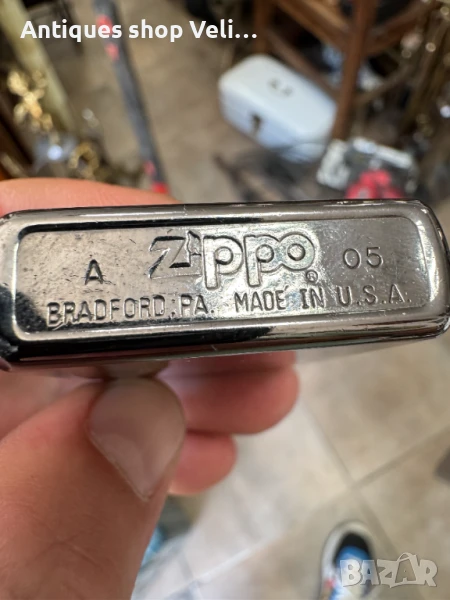 Antiques shop Veli...
A Zippo® 05
BRADFORD, PA. MADE IN U.S.A.
BAZAR